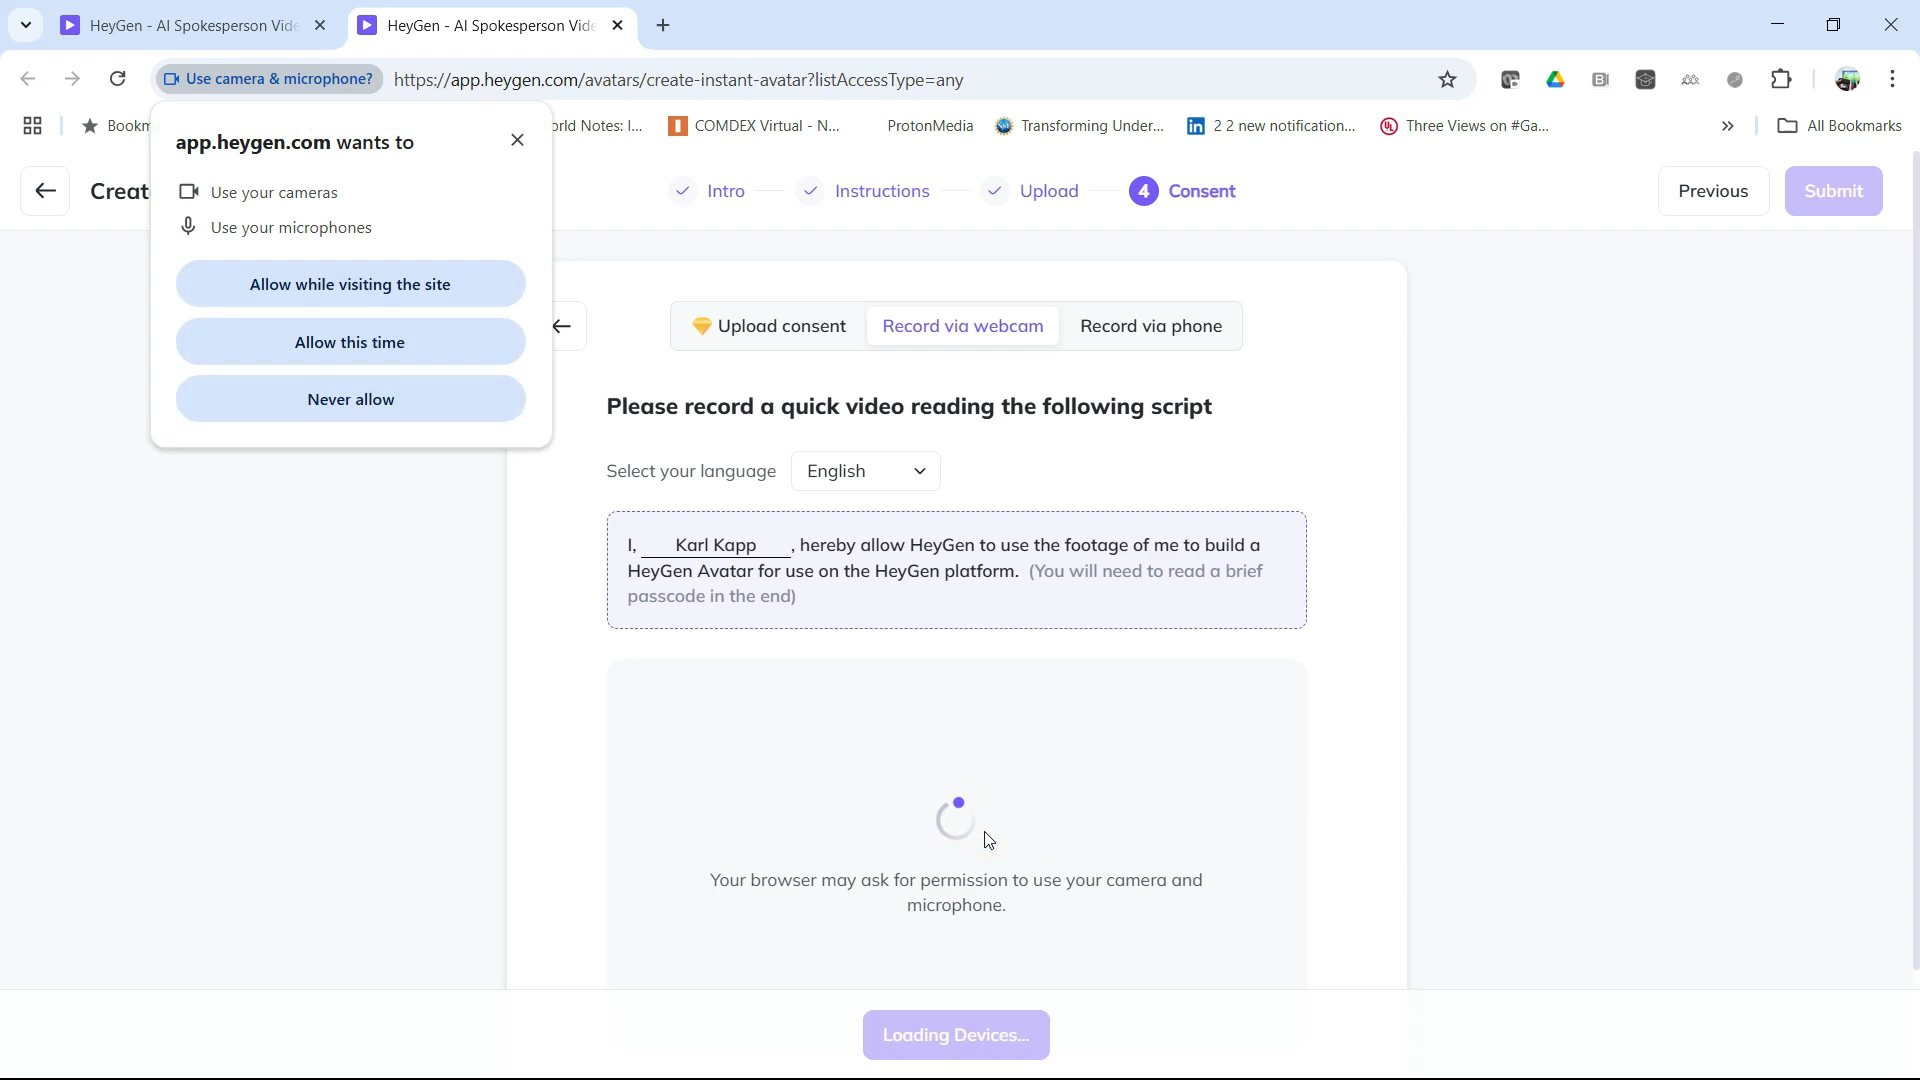 HeyGen - AI Spokesperson Vide
HeyGen - AI Spokesperson Vide
Use camera & microphone?
https://app.heygen.com/avatars/create-instant-avatar?listAccessType=any
Bookm
orld Notes: I...
COMDEX Virtual - N...
ProtonMedia
Transforming Under...
2 2 new notification...
Three Views on #Ga...
All Bookmarks
app.heygen.com wants to
Use your cameras
Use your microphones
Allow while visiting the site
Allow this time
Never allow
Creat
Intro
Instructions
Upload
4 Consent
Previous
Submit
Upload consent
Record via webcam
Record via phone
Please record a quick video reading the following script
Select your language
English
I, Karl Kapp, hereby allow HeyGen to use the footage of me to build a
HeyGen Avatar for use on the HeyGen platform. (You will need to read a brief
passcode in the end)
Your browser may ask for permission to use your camera and
microphone.
Loading Devices...